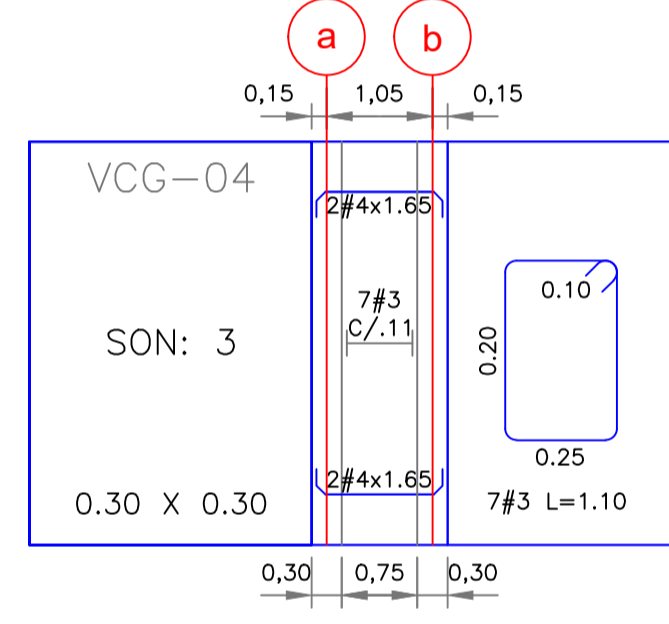 a b
0,15 1,05 0,15
VCG-04
2#4x1.65
7#3
C/.11
SON: 3
0.10
0.20
0.25
2#4x1.65
0.30 X 0.30
7#3 L=1.10
0,30 0,75 0,30